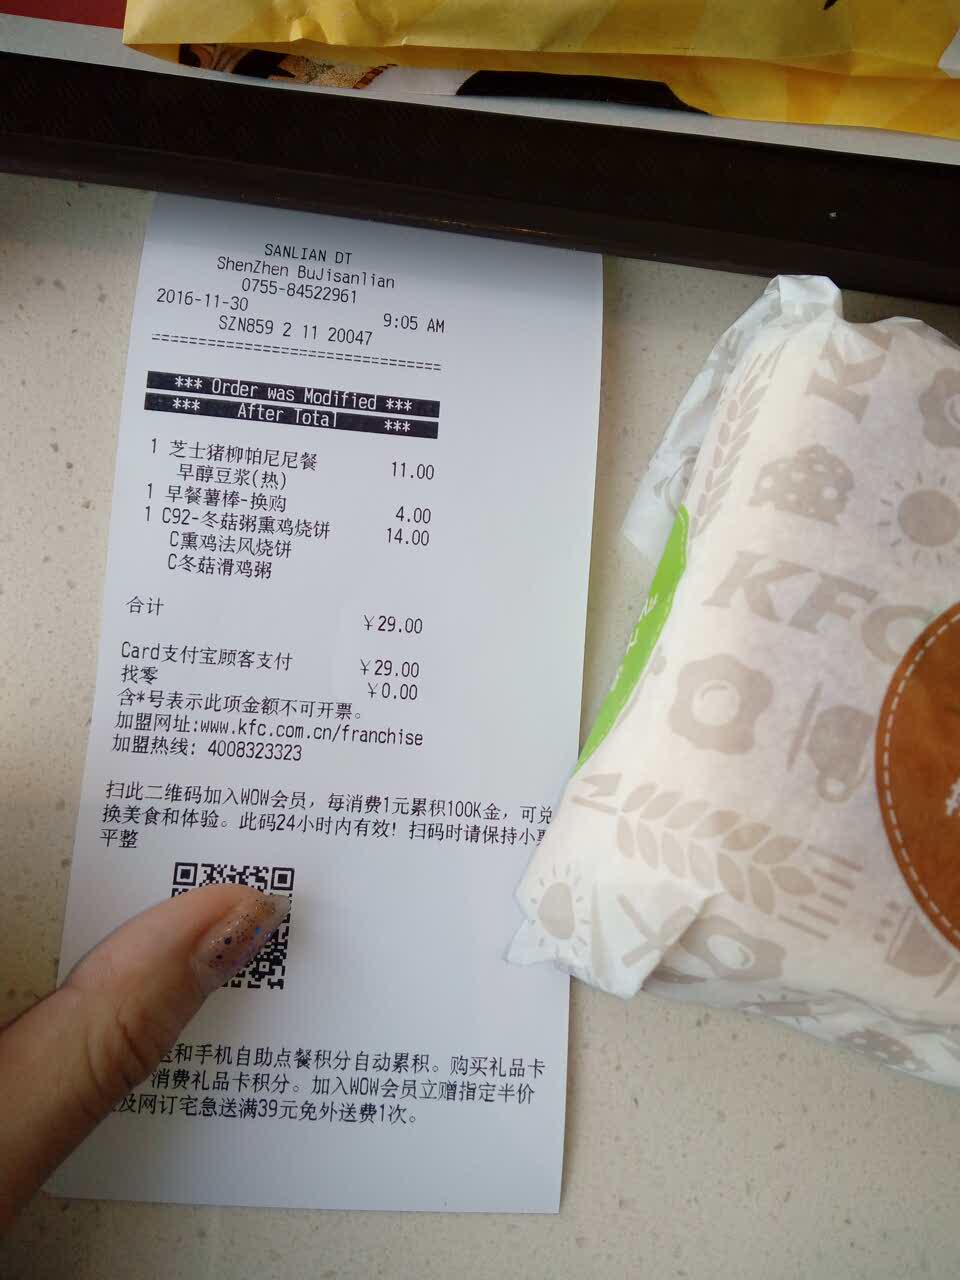 SANLIAN DT
ShenZhen BuJisanlian
0755-84522961
2016-11-30 9:05 AM
SZN859 2 11 20047
==============================
*** Order was Modified ***
*** After Total ***
1 芝士猪柳帕尼尼餐 11.00
早醇豆浆(热)
1 早餐薯棒-换购 4.00
1 C92-冬菇粥熏鸡烧饼 14.00
C熏鸡法风烧饼
C冬菇滑鸡粥
合计 ￥29.00
Card支付宝顾客支付 ￥29.00
找零 ￥0.00
含*号表示此项金额不可开票。
加盟网址:www.kfc.com.cn/franchise
加盟热线: 4008323323
扫此二维码加入WOW会员，每消费1元累积100K金，可兑
换美食和体验。此码24小时内有效！扫码时请保持小票
平整
送和手机自助点餐积分自动累积。购买礼品卡
消费礼品卡积分。加入WOW会员立赠指定半价
及网订宅急送满39元免外送费1次。
K
KFC